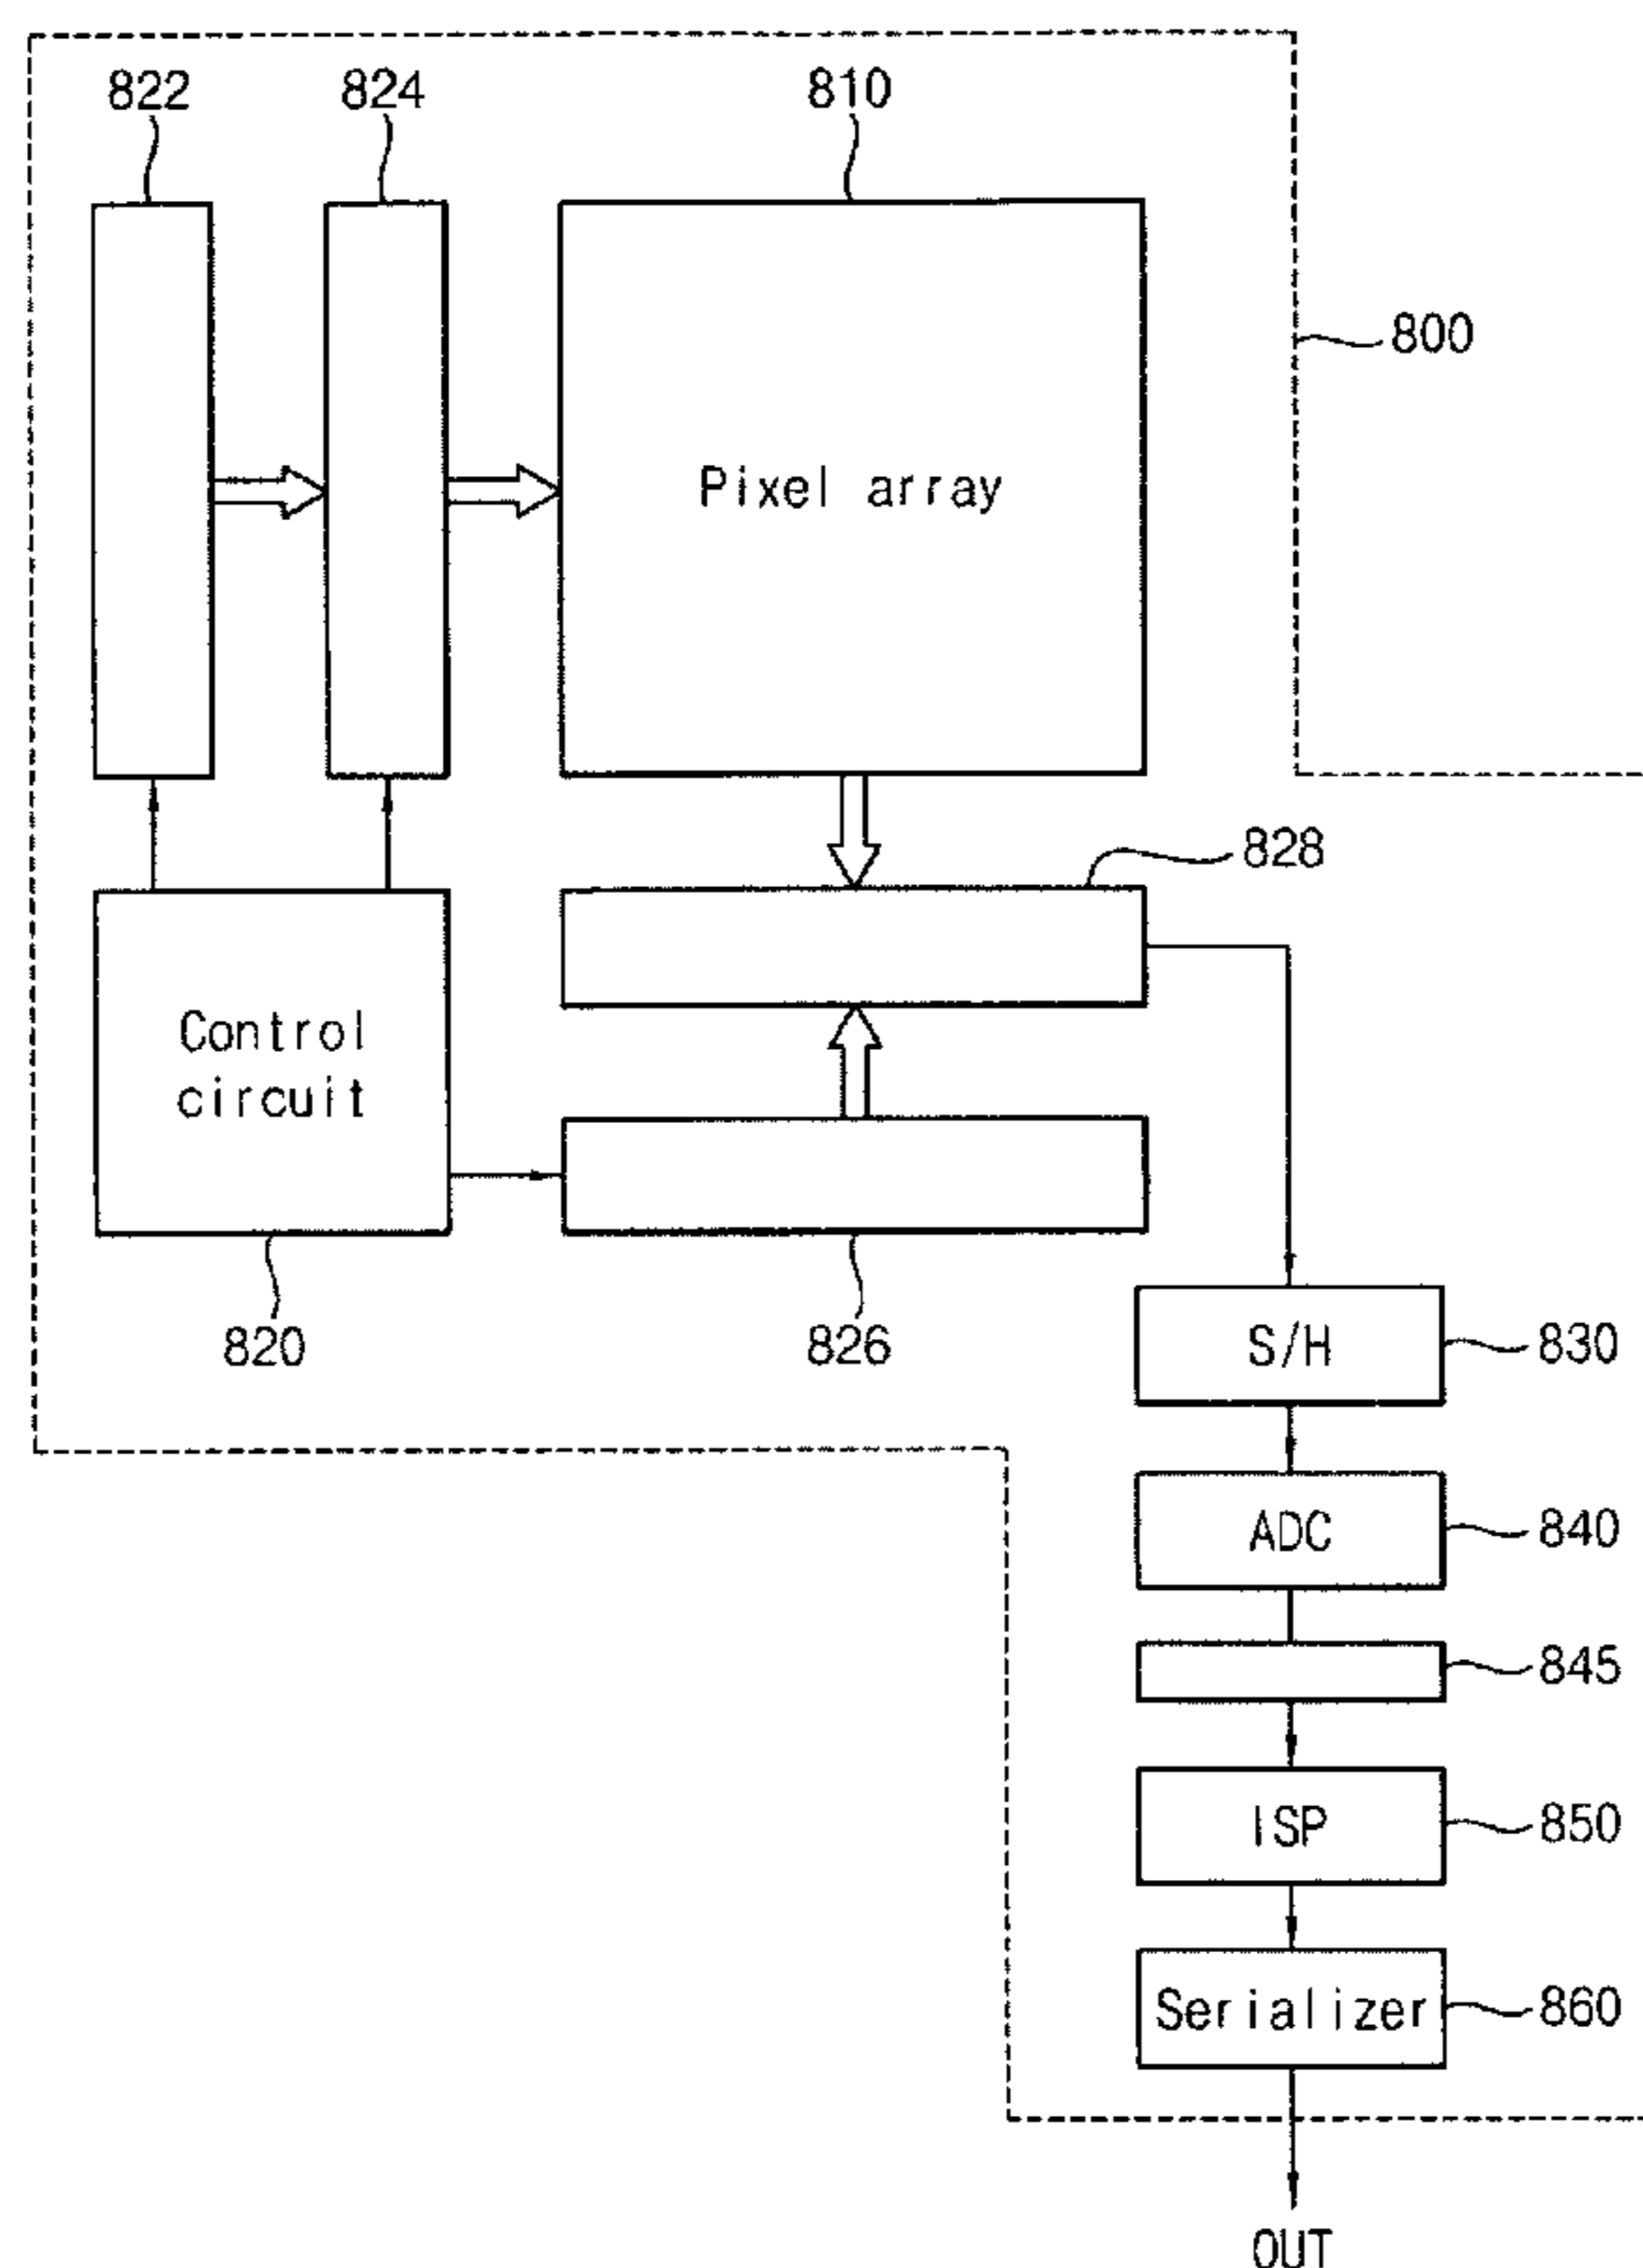 822
824
810
800
Pixel array
828
Control
circuit
820
826
S/H
830
ADC
840
845
ISP
850
Serializer
860
OUT